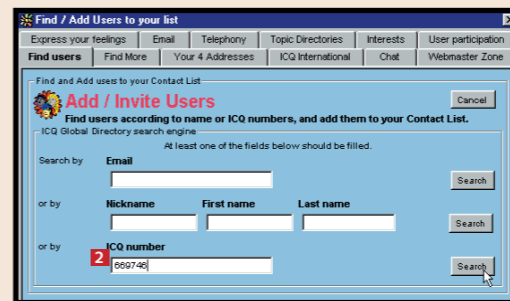 Find / Add Users to your list
Express your feelings Email Telephony Topic Directories Interests User participation
Find users Find More Your 4 Addresses ICQ International Chat Webmaster Zone
Find and Add users to your Contact List
Add / Invite Users Cancel
Find users according to name or ICQ numbers, and add them to your Contact List.
ICQ Global Directory search engine
At least one of the fields below should be filled.
Search by Email
Search
or by Nickname First name Last name
Search
or by ICQ number
2 669746 Search